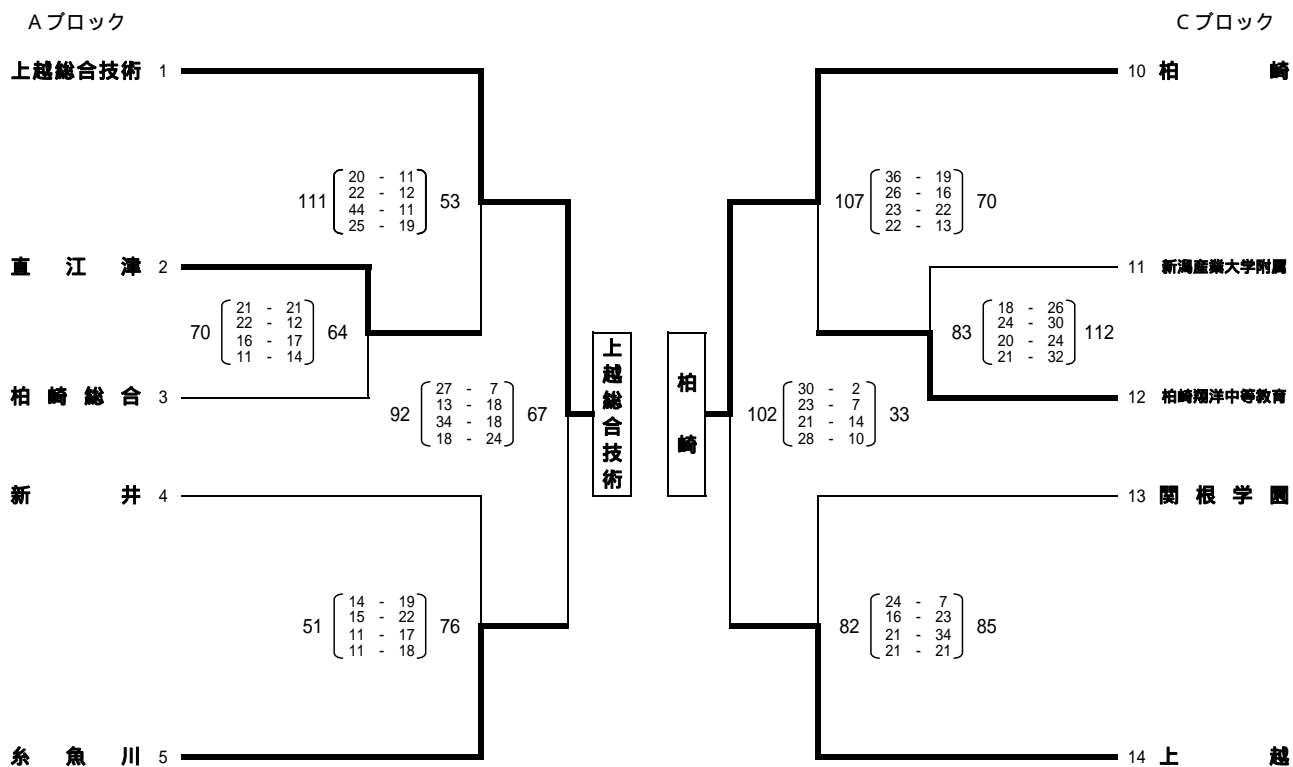 Aブロック
Cブロック
上越総合技術 1
10 柏崎
111 20 - 11 53
22 - 12
44 - 11
25 - 19
107 36 - 19 70
26 - 16
23 - 22
22 - 13
直江津 2
11 新潟産業大学附属
70 21 - 21 64
22 - 12
16 - 17
11 - 14
83 18 - 26 112
24 - 30
20 - 24
21 - 32
柏崎総合 3
12 柏崎翔洋中等教育
92 27 - 7 67
13 - 18
34 - 18
18 - 24
上越総合技術
柏崎
102 30 - 2 33
23 - 7
21 - 14
28 - 10
新井 4
13 関根学園
51 14 - 19 76
15 - 22
11 - 17
11 - 18
82 24 - 7 85
16 - 23
21 - 34
21 - 21
糸魚川 5
14 上越